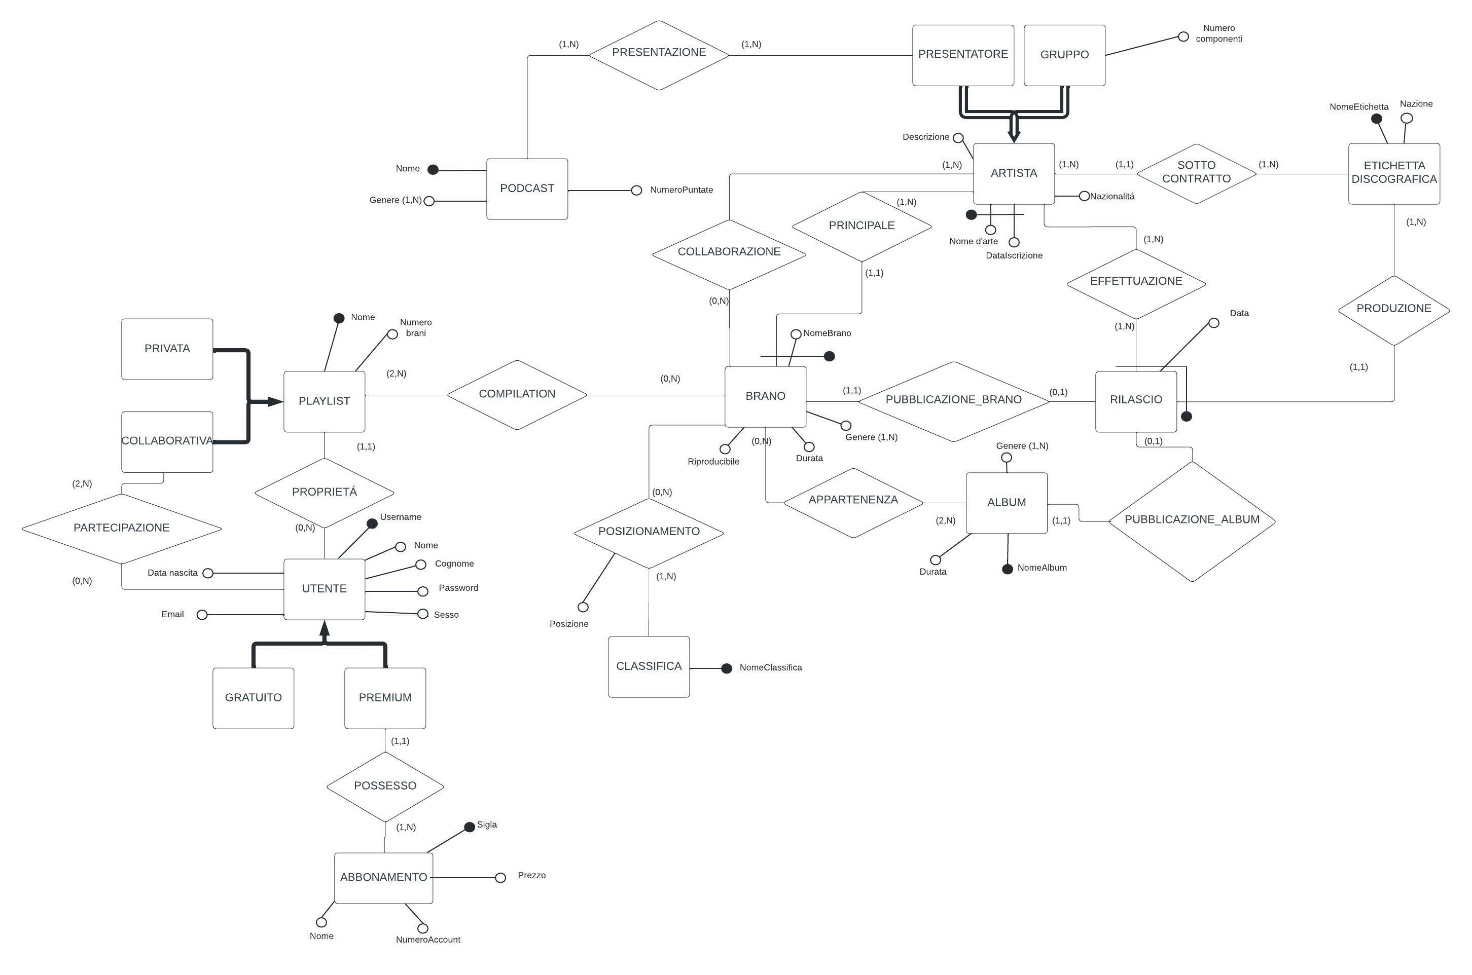 Numero
componenti
(1,N)
PRESENTAZIONE
(1,N)
PRESENTATORE
GRUPPO
NomeEtichetta
Nazione
Descrizione
(1,N)
ARTISTA
(1,N)
(1,1)
SOTTO
CONTRATTO
(1,N)
ETICHETTA
DISCOGRAFICA
Nome
PODCAST
NumeroPuntate
Genere (1,N)
Nazionalitá
(1,N)
PRINCIPALE
(1,N)
Nome d'arte
DataIscrizione
(1,N)
COLLABORAZIONE
(1,1)
EFFETTUAZIONE
(0,N)
(1,N)
PRODUZIONE
Data
Nome
Numero
brani
NomeBrano
PRIVATA
(2,N)
(0,N)
(1,1)
PLAYLIST
COMPILATION
BRANO
(1,1)
PUBBLICAZIONE_BRANO
(0,1)
RILASCIO
COLLABORATIVA
(1,1)
(0,N)
Genere (1,N)
Riproducibile
Durata
Genere (1,N)
(0,1)
(2,N)
PROPRIETÁ
(0,N)
APPARTENENZA
ALBUM
PARTECIPAZIONE
(0,N)
Username
POSIZIONAMENTO
(2,N)
(1,1)
PUBBLICAZIONE_ALBUM
Nome
Cognome
Data nascita
(0,N)
UTENTE
Password
(1,N)
Durata
NomeAlbum
Email
Sesso
Posizione
CLASSIFICA
NomeClassifica
GRATUITO
PREMIUM
(1,1)
POSSESSO
(1,N)
Sigla
ABBONAMENTO
Prezzo
Nome
NumeroAccount